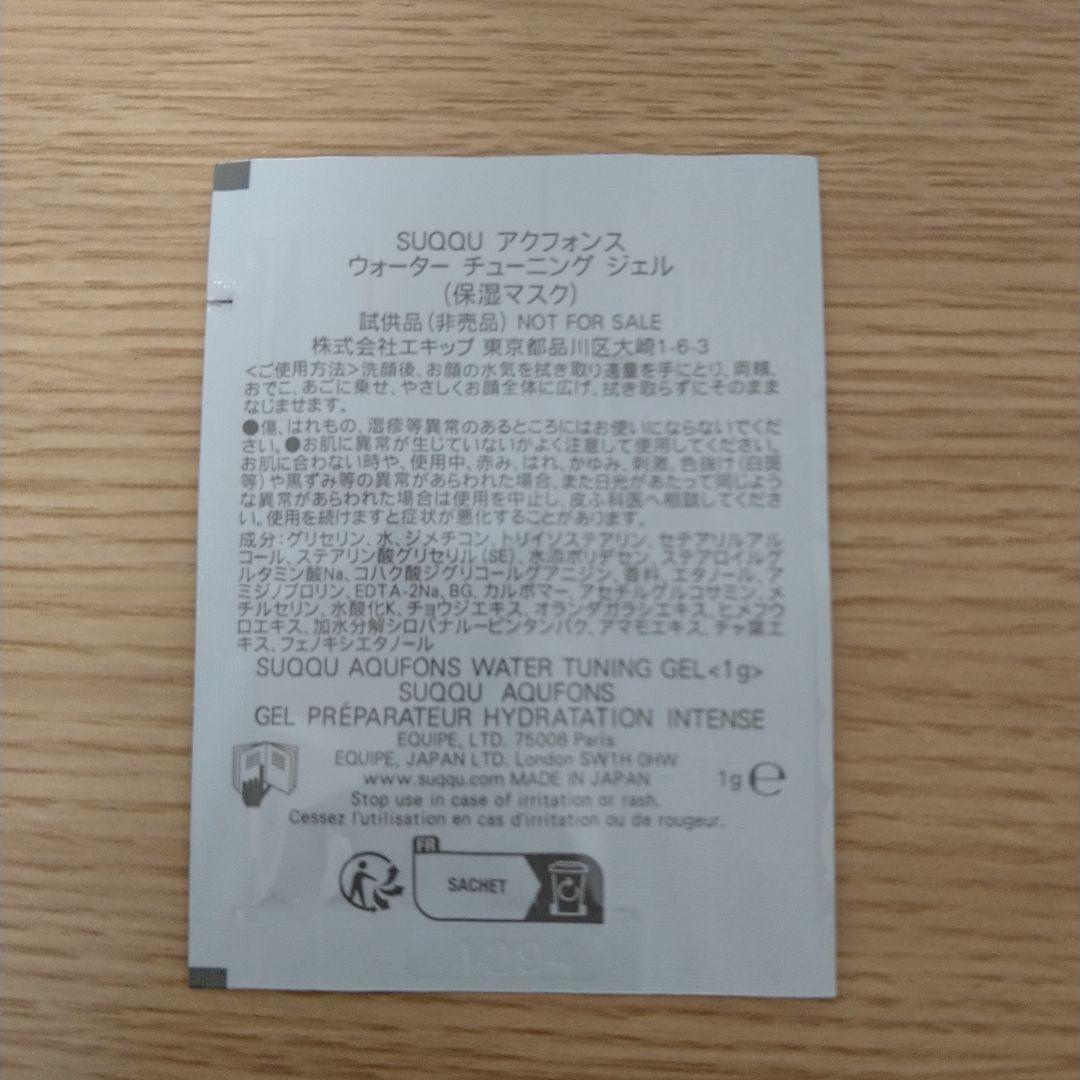 SUQQU アクフォンス
ウォーター チューニング ジェル
(保湿マスク)
試供品(非売品) NOT FOR SALE
株式会社エキップ 東京都品川区大崎1-6-3
<ご使用方法>洗顔後、お顔の水気を拭き取り適量を手にとり、両頬、
おでこ、あごに乗せ、やさしくお顔全体に広げ、拭き取らずにそのまま
なじませます。
●傷、はれもの、湿疹等異常のあるところにはお使いにならないでくだ
さい。●お肌に異常が生じていないかよく注意して使用してください。
お肌に合わない時や、使用中、赤み、はれ、かゆみ、刺激、色抜け(白斑
等)や黒ずみ等の異常があらわれた場合、また日光があたって同じよう
な異常があらわれた場合は使用を中止し、皮ふ科医へ相談してくださ
い。使用を続けますと症状が悪化することがあります。
成分:グリセリン、水、ジメチコン、トリイソステアリン、セテアリルアル
コール、ステアリン酸グリセリル(SE)、水添ポリデセン、ステアロイルグ
ルタミン酸Na、コハク酸ジグリコールグアニジン、香料、エタノール、ア
ミジノプロリン、EDTA-2Na、BG、カルボマー、アセチルグルコサミン、メ
チルセリン、水酸化K、チョウジエキス、オランダガラシエキス、ヒメフウ
ロエキス、加水分解シロバナルーピンタンパク、アマモエキス、チャ葉エ
キス、フェノキシエタノール
SUQQU AQUFONS WATER TUNING GEL<1g>
SUQQU AQUFONS
GEL PRÉPARATEUR HYDRATATION INTENSE
EQUIPE, LTD. 75008 Paris
EQUIPE, JAPAN LTD. London SW1H 0HW
www.suqqu.com MADE IN JAPAN 1g ℮
Stop use in case of irritation or rash.
Cessez l'utilisation en cas d'irritation ou de rougeur.
FR
SACHET